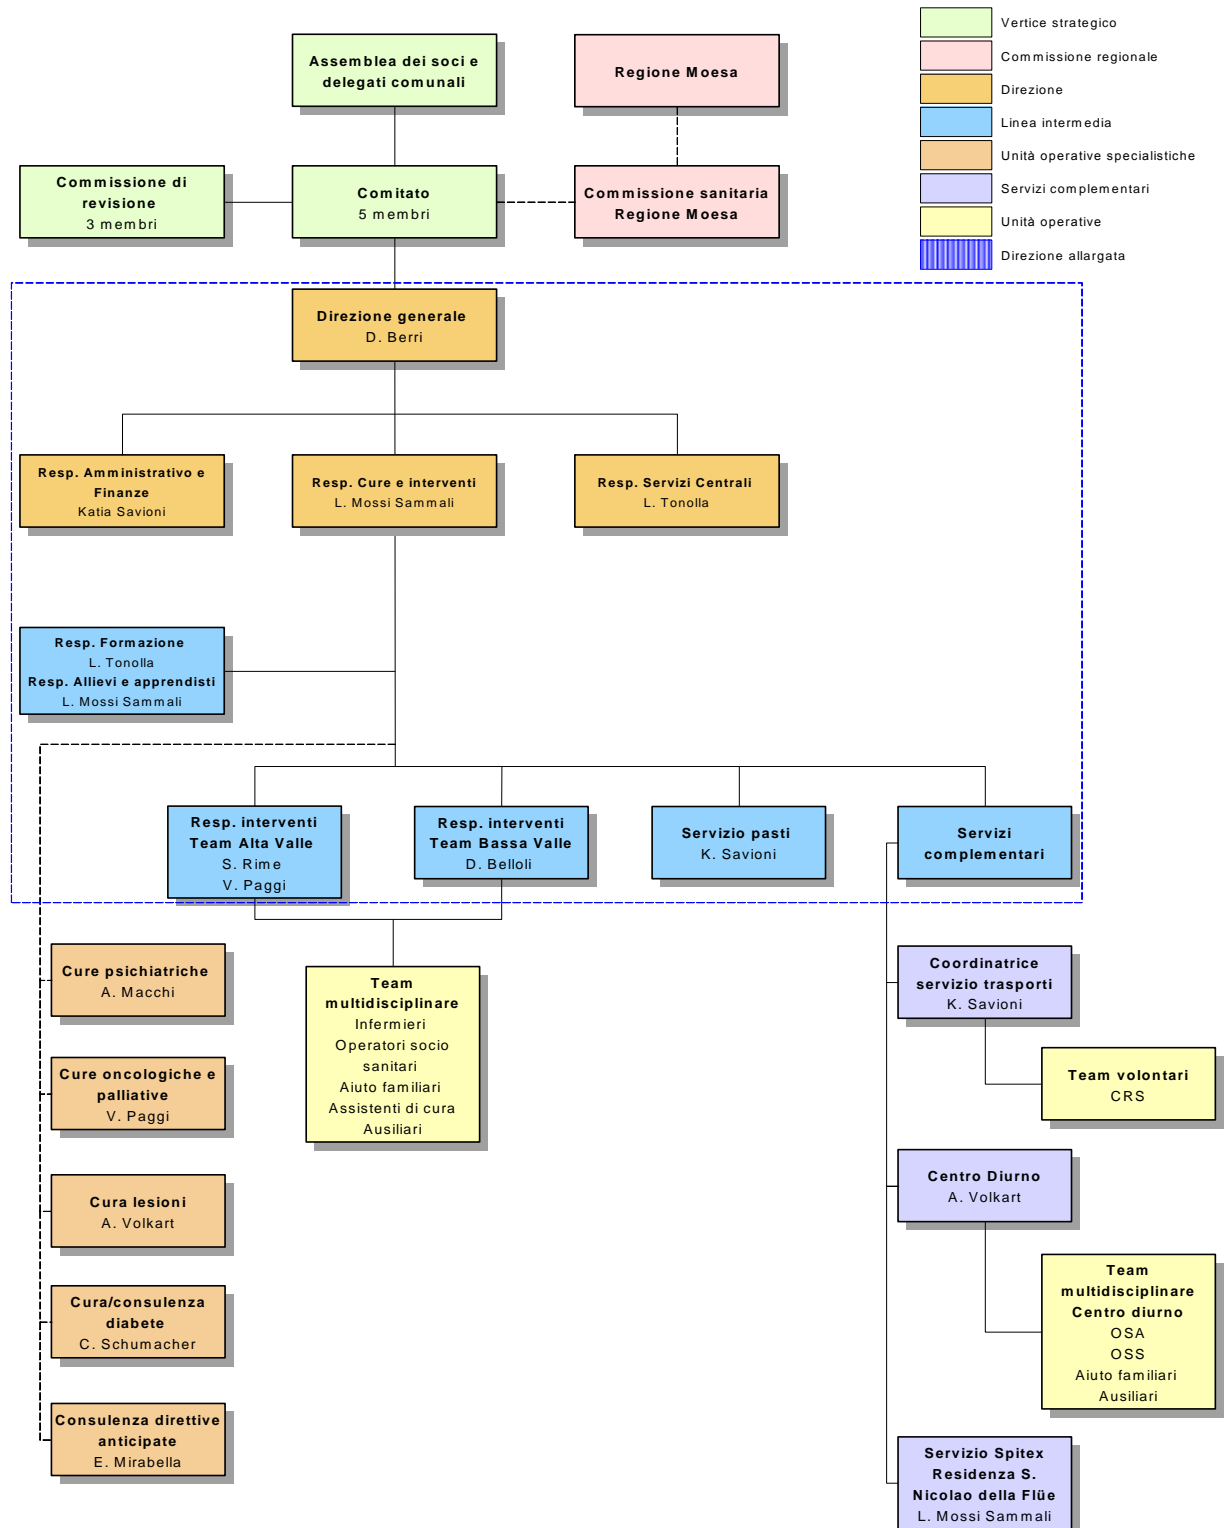 Assemblea dei soci e
delegati comunali
Regione Moesa
Vertice strategico
Commissione regionale
Direzione
Linea intermedia
Unità operative specialistiche
Servizi complementari
Unità operative
Direzione allargata
Commissione di
revisione
3 membri
Comitato
5 membri
Commissione sanitaria
Regione Moesa
Direzione generale
D. Berri
Resp. Amministrativo e
Finanze
Katia Savioni
Resp. Cure e interventi
L. Mossi Sammali
Resp. Servizi Centrali
L. Tonolla
Resp. Formazione
L. Tonolla
Resp. Allievi e apprendisti
L. Mossi Sammali
Resp. interventi
Team Alta Valle
S. Rime
V. Paggi
Resp. interventi
Team Bassa Valle
D. Belloli
Servizio pasti
K. Savioni
Servizi
complementari
Cure psichiatriche
A. Macchi
Cure oncologiche e
palliative
V. Paggi
Cura lesioni
A. Volkart
Cura/consulenza
diabete
C. Schumacher
Consulenza direttive
anticipate
E. Mirabella
Team
multidisciplinare
Infermieri
Operatori socio
sanitari
Aiuto familiari
Assistenti di cura
Ausiliari
Coordinatrice
servizio trasporti
K. Savioni
Team volontari
CRS
Centro Diurno
A. Volkart
Team
multidisciplinare
Centro diurno
OSA
OSS
Aiuto familiari
Ausiliari
Servizio Spitex
Residenza S.
Nicolao della Flüe
L. Mossi Sammali